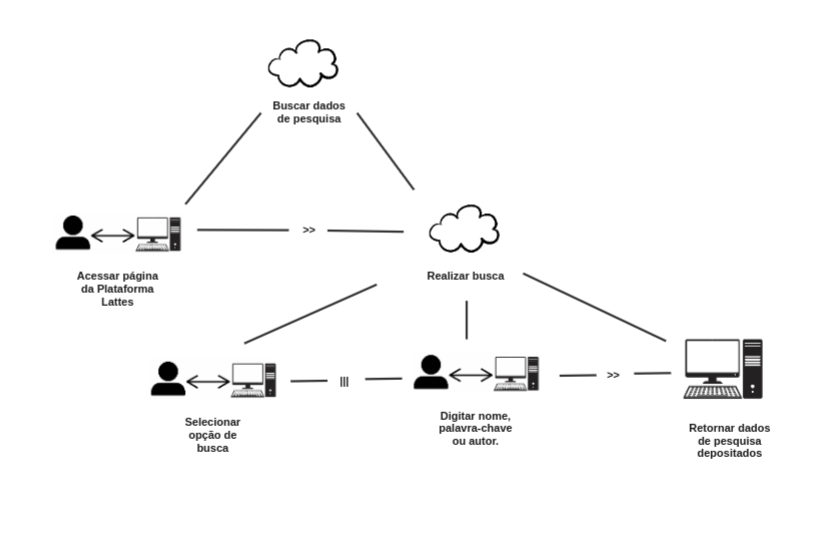 Buscar dados
de pesquisa
>>
Acessar página
da Plataforma
Lattes
Realizar busca
|||
>>
Selecionar
opção de
busca
Digitar nome,
palavra-chave
ou autor.
Retornar dados
de pesquisa
depositados